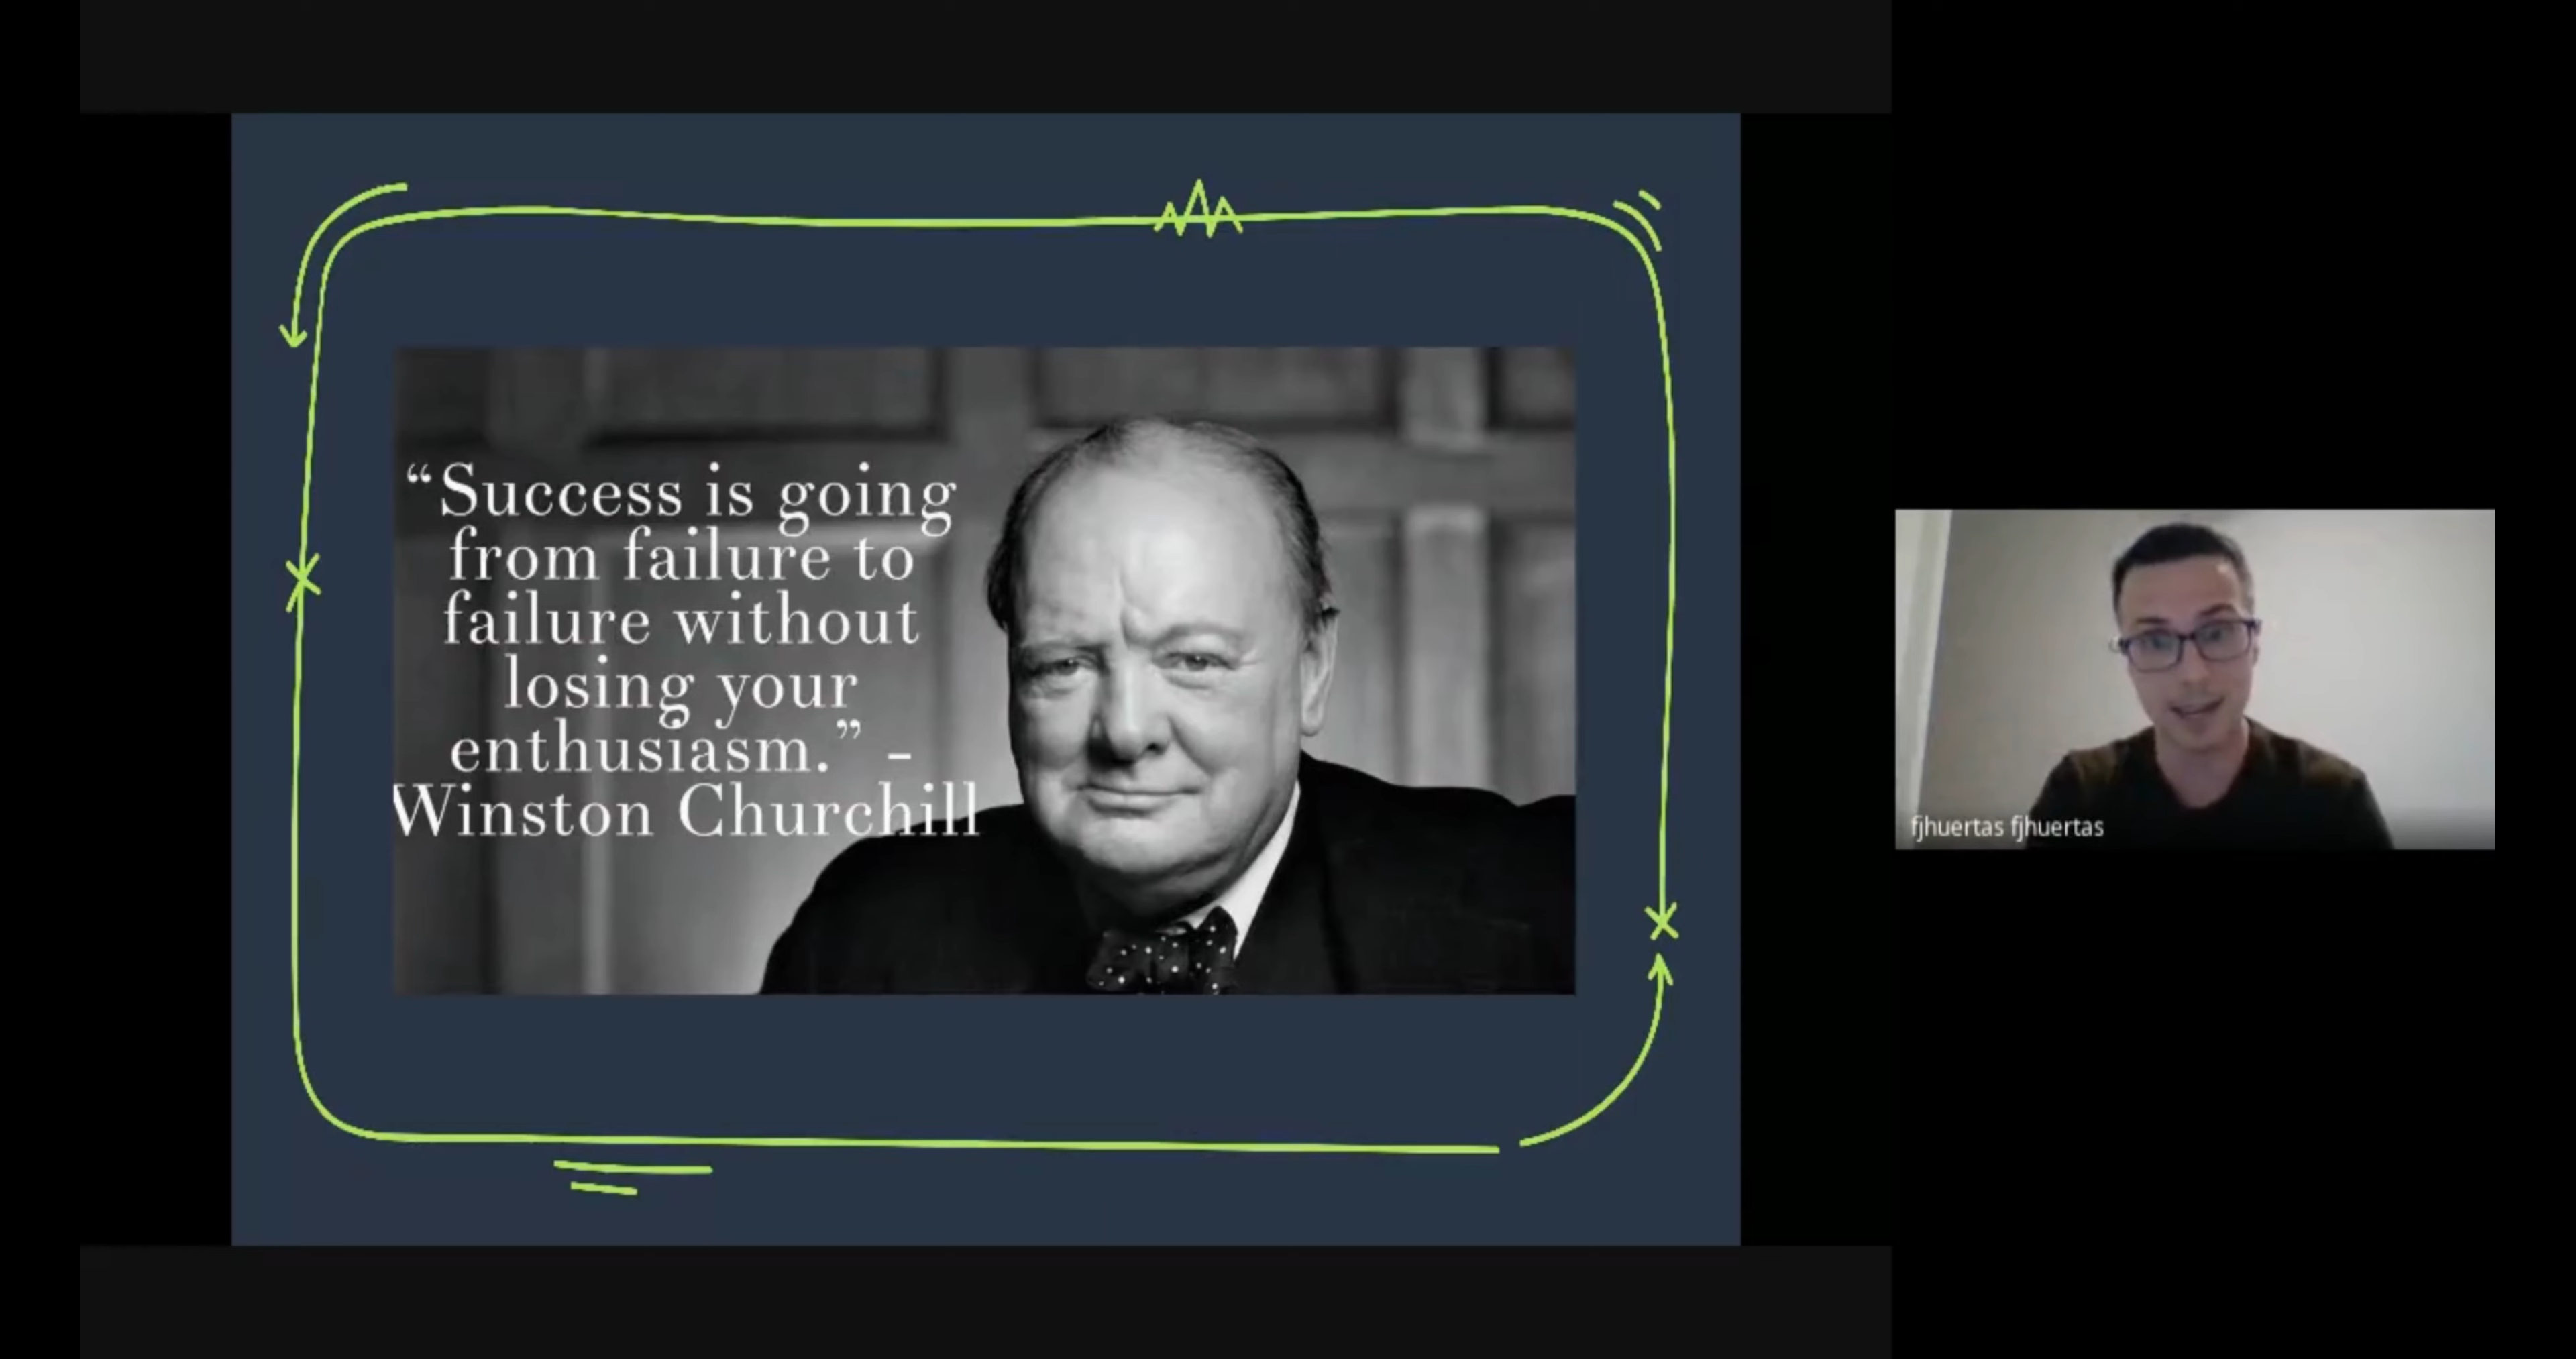 “Success is going
from failure to
failure without
losing your
enthusiasm.” -
Winston Churchill
fjhuertas fjhuertas